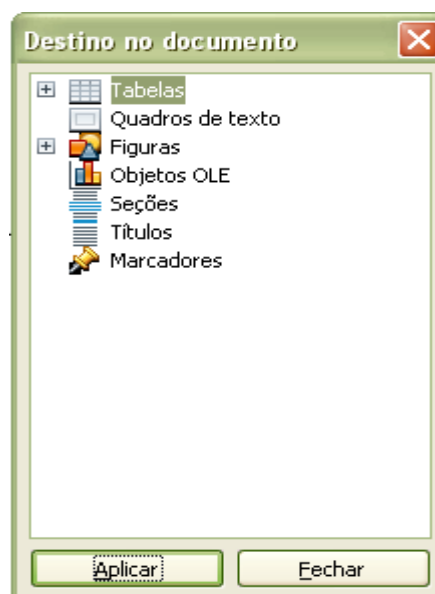 Destino no documento
Tabelas
Quadros de texto
Figuras
Objetos OLE
Seções
Títulos
Marcadores
Aplicar Fechar